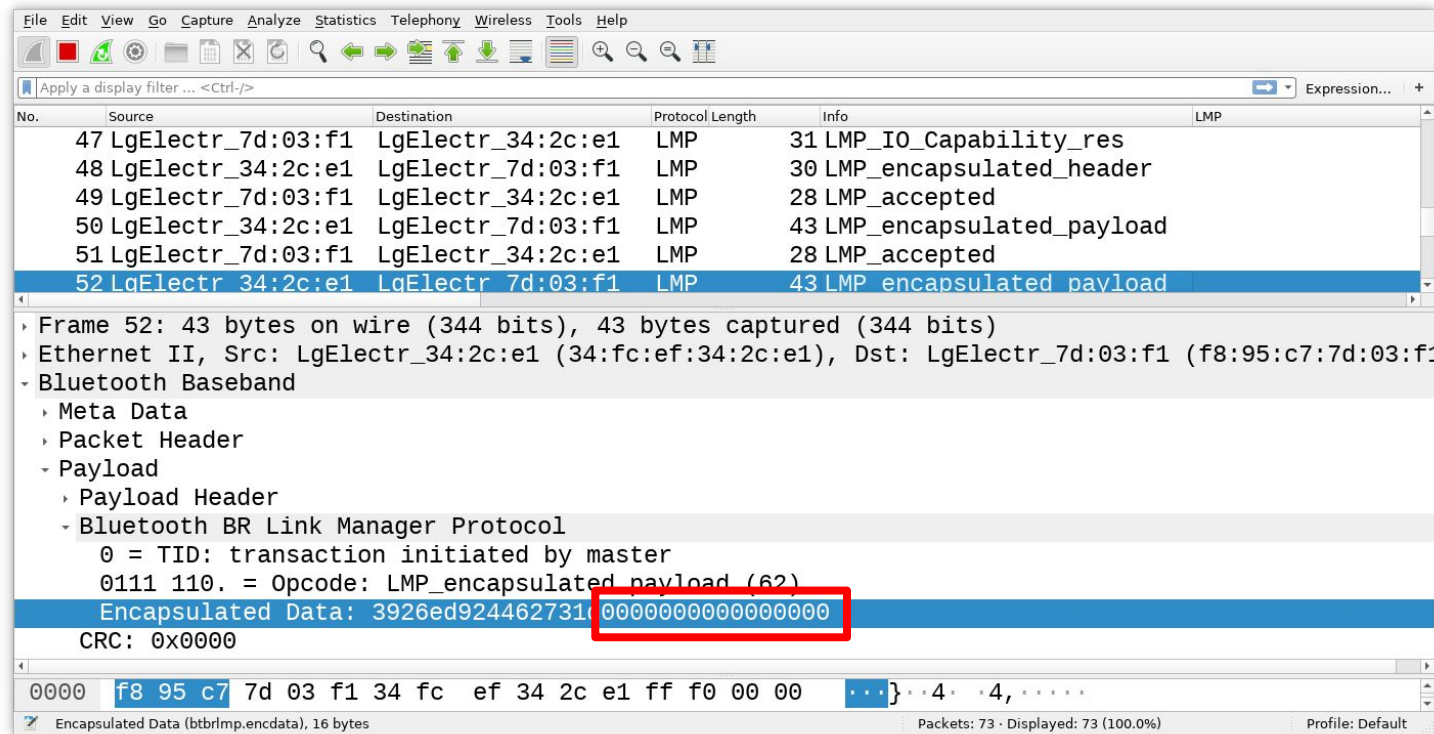 File Edit View Go Capture Analyze Statistics Telephony Wireless Tools Help
Apply a display filter ... <Ctrl-/> Expression... +
No. Source Destination Protocol Length Info LMP
47 LgElectr_7d:03:f1 LgElectr_34:2c:e1 LMP 31 LMP_IO_Capability_res
48 LgElectr_34:2c:e1 LgElectr_7d:03:f1 LMP 30 LMP_encapsulated_header
49 LgElectr_7d:03:f1 LgElectr_34:2c:e1 LMP 28 LMP_accepted
50 LgElectr_34:2c:e1 LgElectr_7d:03:f1 LMP 43 LMP_encapsulated_payload
51 LgElectr_7d:03:f1 LgElectr_34:2c:e1 LMP 28 LMP_accepted
52 LgElectr_34:2c:e1 LgElectr_7d:03:f1 LMP 43 LMP_encapsulated_payload
Frame 52: 43 bytes on wire (344 bits), 43 bytes captured (344 bits)
Ethernet II, Src: LgElectr_34:2c:e1 (34:fc:ef:34:2c:e1), Dst: LgElectr_7d:03:f1 (f8:95:c7:7d:03:f1
Bluetooth Baseband
Meta Data
Packet Header
Payload
Payload Header
Bluetooth BR Link Manager Protocol
0 = TID: transaction initiated by master
0111 110. = Opcode: LMP_encapsulated_payload (62)
Encapsulated Data: 
CRC: 0x0000
0000 f8 95 c7 7d 03 f1 34 fc ef 34 2c e1 ff f0 00 00 ···}··4· ·4,·····
Encapsulated Data (btbrlmp.encdata), 16 bytes Packets: 73 · Displayed: 73 (100.0%) Profile: Default